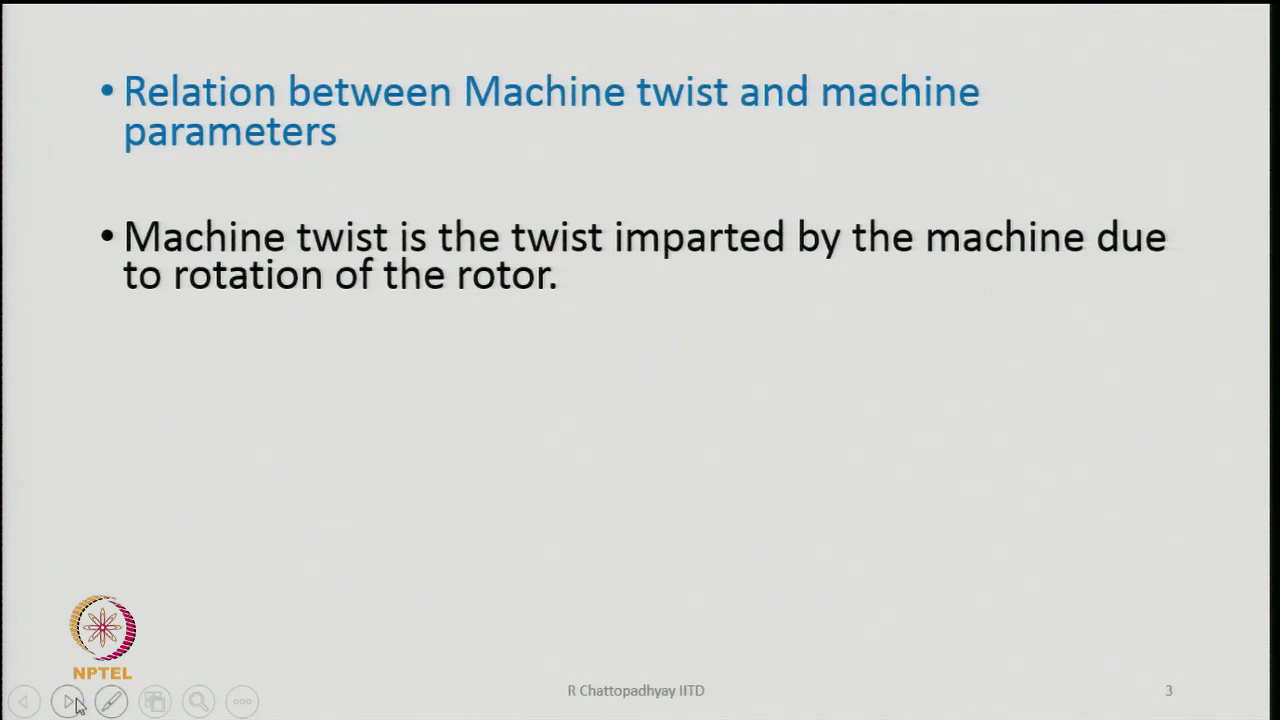 • Relation between Machine twist and machine
parameters
• Machine twist is the twist imparted by the machine due
to rotation of the rotor.
NPTEL
R Chattopadhyay IITD
3